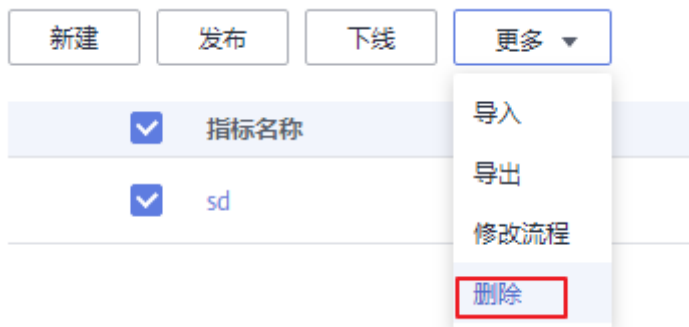 新建 发布 下线 更多
指标名称
sd
导入
导出
修改流程
删除